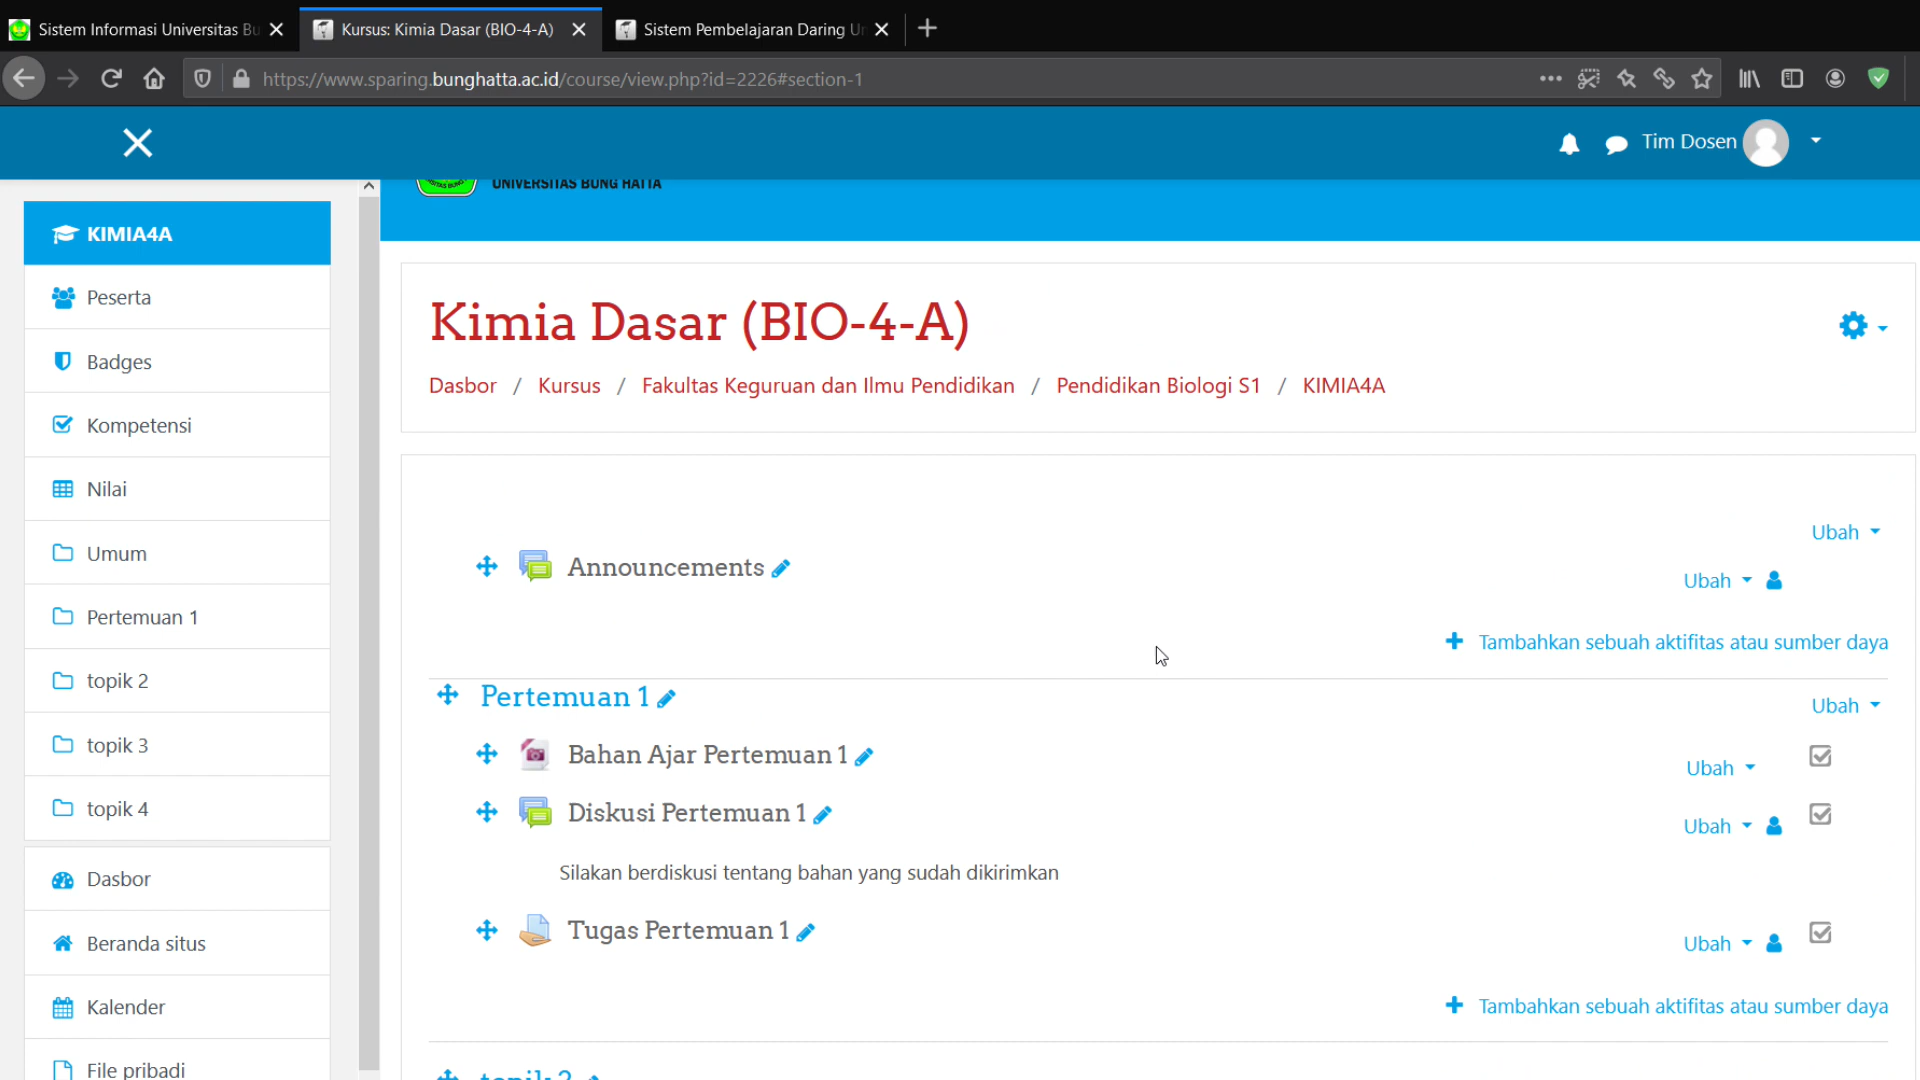 Sistem Informasi Universitas Bu
Kursus: Kimia Dasar (BIO-4-A)
Sistem Pembelajaran Daring Un
https://www.sparing.bunghatta.ac.id/course/view.php?id=2226#section-1
Tim Dosen
UNIVERSITAS BUNG HATTA
KIMIA4A
Peserta
Badges
Kompetensi
Nilai
Umum
Pertemuan 1
topik 2
topik 3
topik 4
Dasbor
Beranda situs
Kalender
File pribadi
Kimia Dasar (BIO-4-A)
Dasbor / Kursus / Fakultas Keguruan dan Ilmu Pendidikan / Pendidikan Biologi S1 / KIMIA4A
Ubah
Announcements
Ubah
Tambahkan sebuah aktifitas atau sumber daya
Pertemuan 1
Ubah
Bahan Ajar Pertemuan 1
Ubah
Diskusi Pertemuan 1
Ubah
Silakan berdiskusi tentang bahan yang sudah dikirimkan
Tugas Pertemuan 1
Ubah
Tambahkan sebuah aktifitas atau sumber daya
topik 2